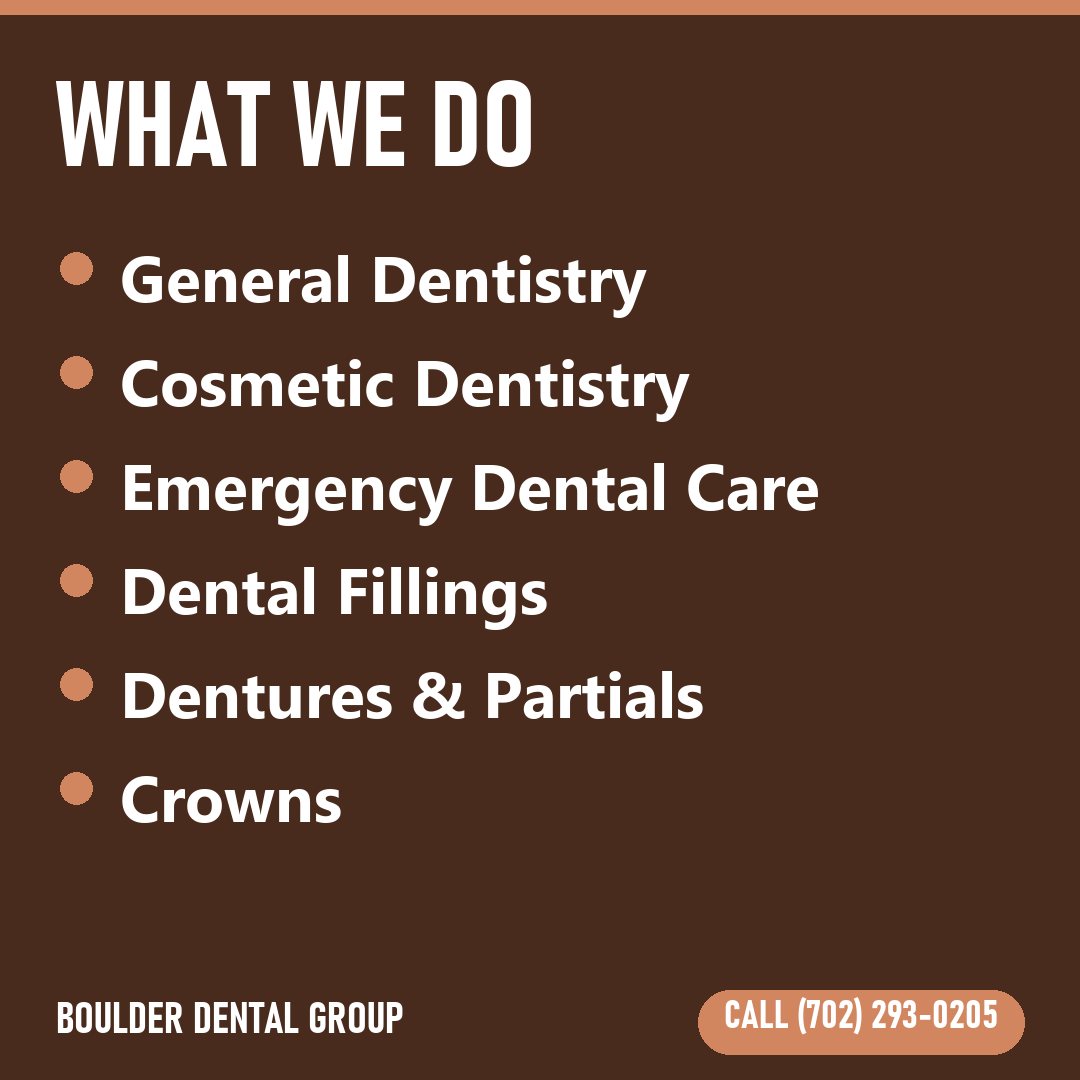 WHAT WE DO
General Dentistry
Cosmetic Dentistry
Emergency Dental Care
Dental Fillings
Dentures & Partials
Crowns
BOULDER DENTAL GROUP
CALL (702) 293-0205